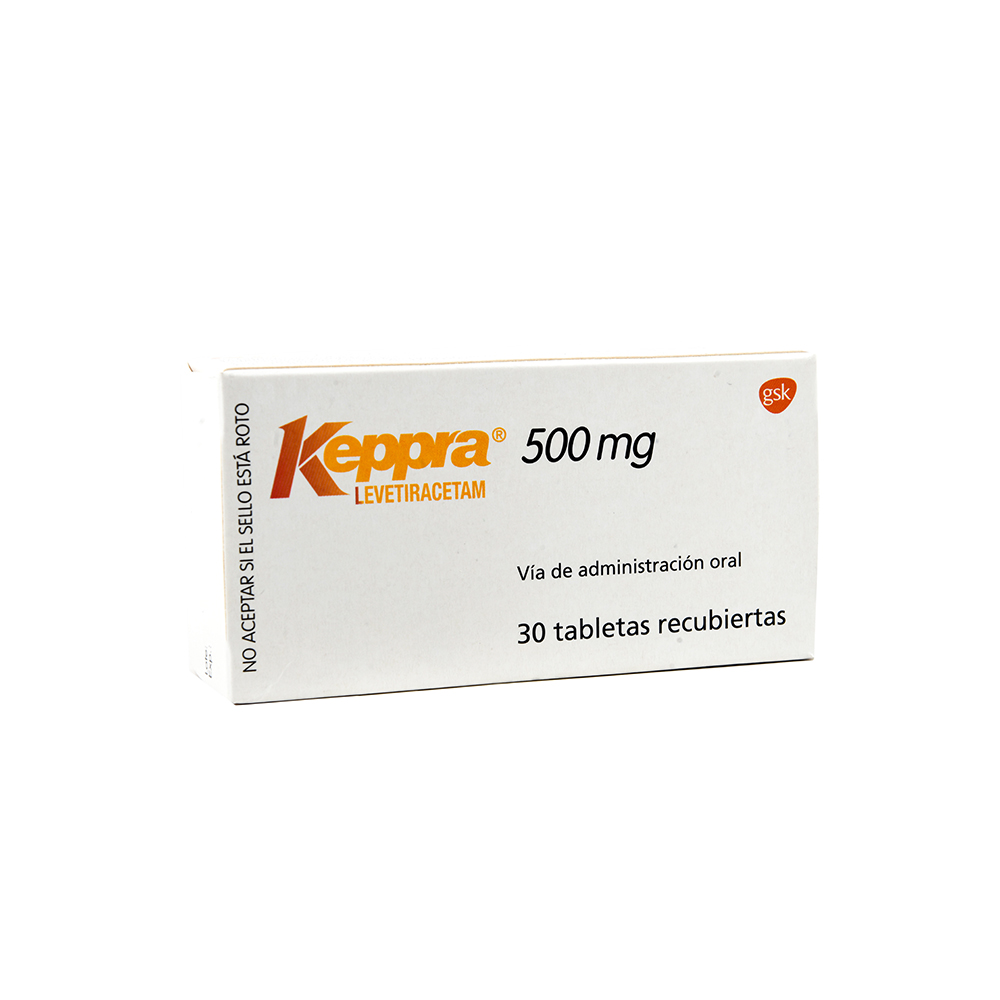 NO ACEPTAR SI EL SELLO ESTÁ ROTO
Keppra® 500 mg
LEVETIRACETAM
gsk
Vía de administración oral
30 tabletas recubiertas